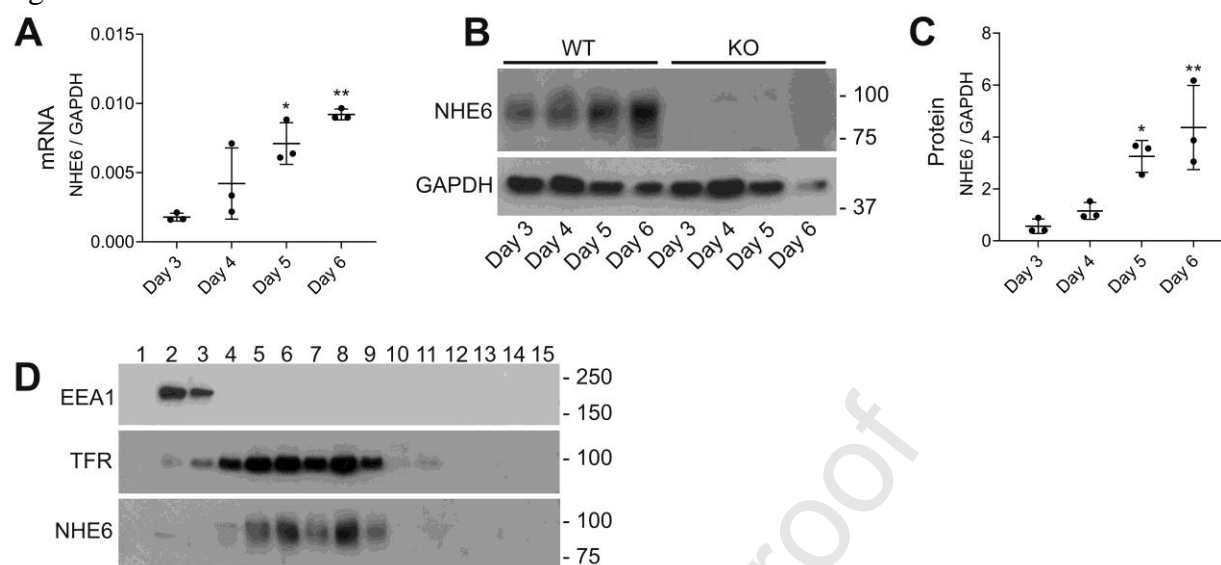 A
mRNA
NHE6 / GAPDH
0.015
0.010
0.005
0.000
*
**
Day 3
Day 4
Day 5
Day 6
B
WT
KO
NHE6
- 100
- 75
GAPDH
- 37
Day 3
Day 4
Day 5
Day 6
Day 3
Day 4
Day 5
Day 6
C
Protein
NHE6 / GAPDH
8
6
4
2
0
*
**
Day 3
Day 4
Day 5
Day 6
D
1 2 3 4 5 6 7 8 9 10 11 12 13 14 15
EEA1
- 250
- 150
TFR
- 100
NHE6
- 100
- 75
roof